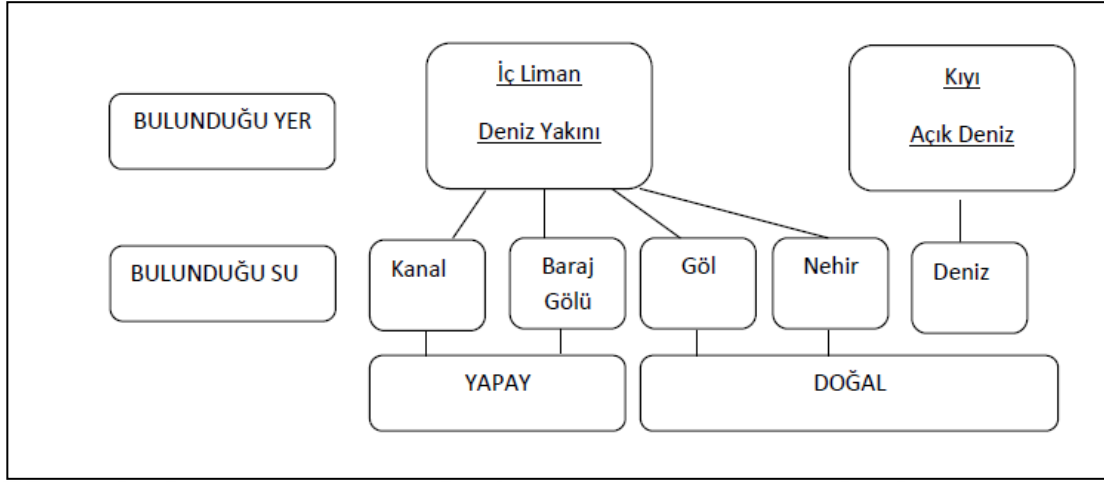 İç Liman
Deniz Yakını
Kıyı
Açık Deniz
BULUNDUĞU YER
BULUNDUĞU SU
Kanal
Baraj
Gölü
Göl
Nehir
Deniz
YAPAY
DOĞAL